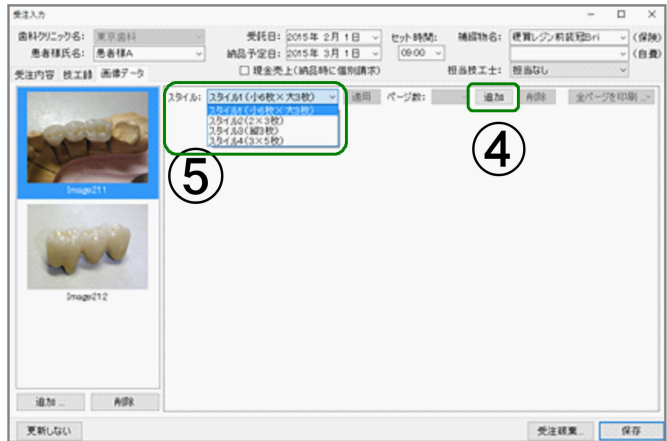 受注入力
歯科クリニック名: 東京歯科 受託日: 2015年 2月 1日 セット時間: 補綴物名: 硬質レジン前装冠Bri (保険)
患者様氏名: 患者様A 納品予定日: 2015年 3月 1日 09:00 (自費)
現金売上(納品時に個別請求) 担当技工士: 担当なし
受注内容 技工録 画像データ
スタイル: スタイル1(小6枚×大3枚) 適用 ページ数: 追加 削除 全ページを印刷 ...
スタイル1(小6枚×大3枚)
スタイル2(2×3枚)
スタイル3(縦3枚)
スタイル4(3×5枚)
④
⑤
Image211
Image212
追加 ... 削除
更新しない 受注破棄... 保存